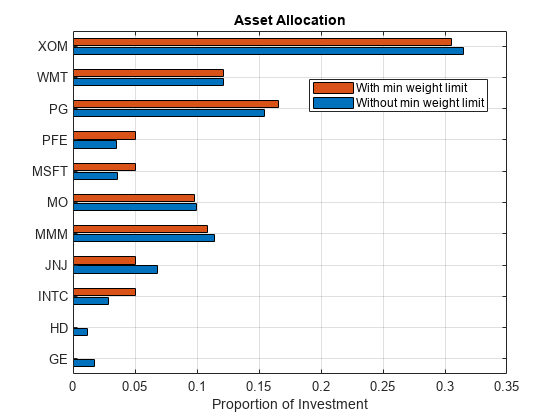 Asset Allocation
XOM
WMT
PG
PFE
MSFT
MO
MMM
JNJ
INTC
HD
GE
With min weight limit
Without min weight limit
0 0.05 0.1 0.15 0.2 0.25 0.3 0.35
Proportion of Investment